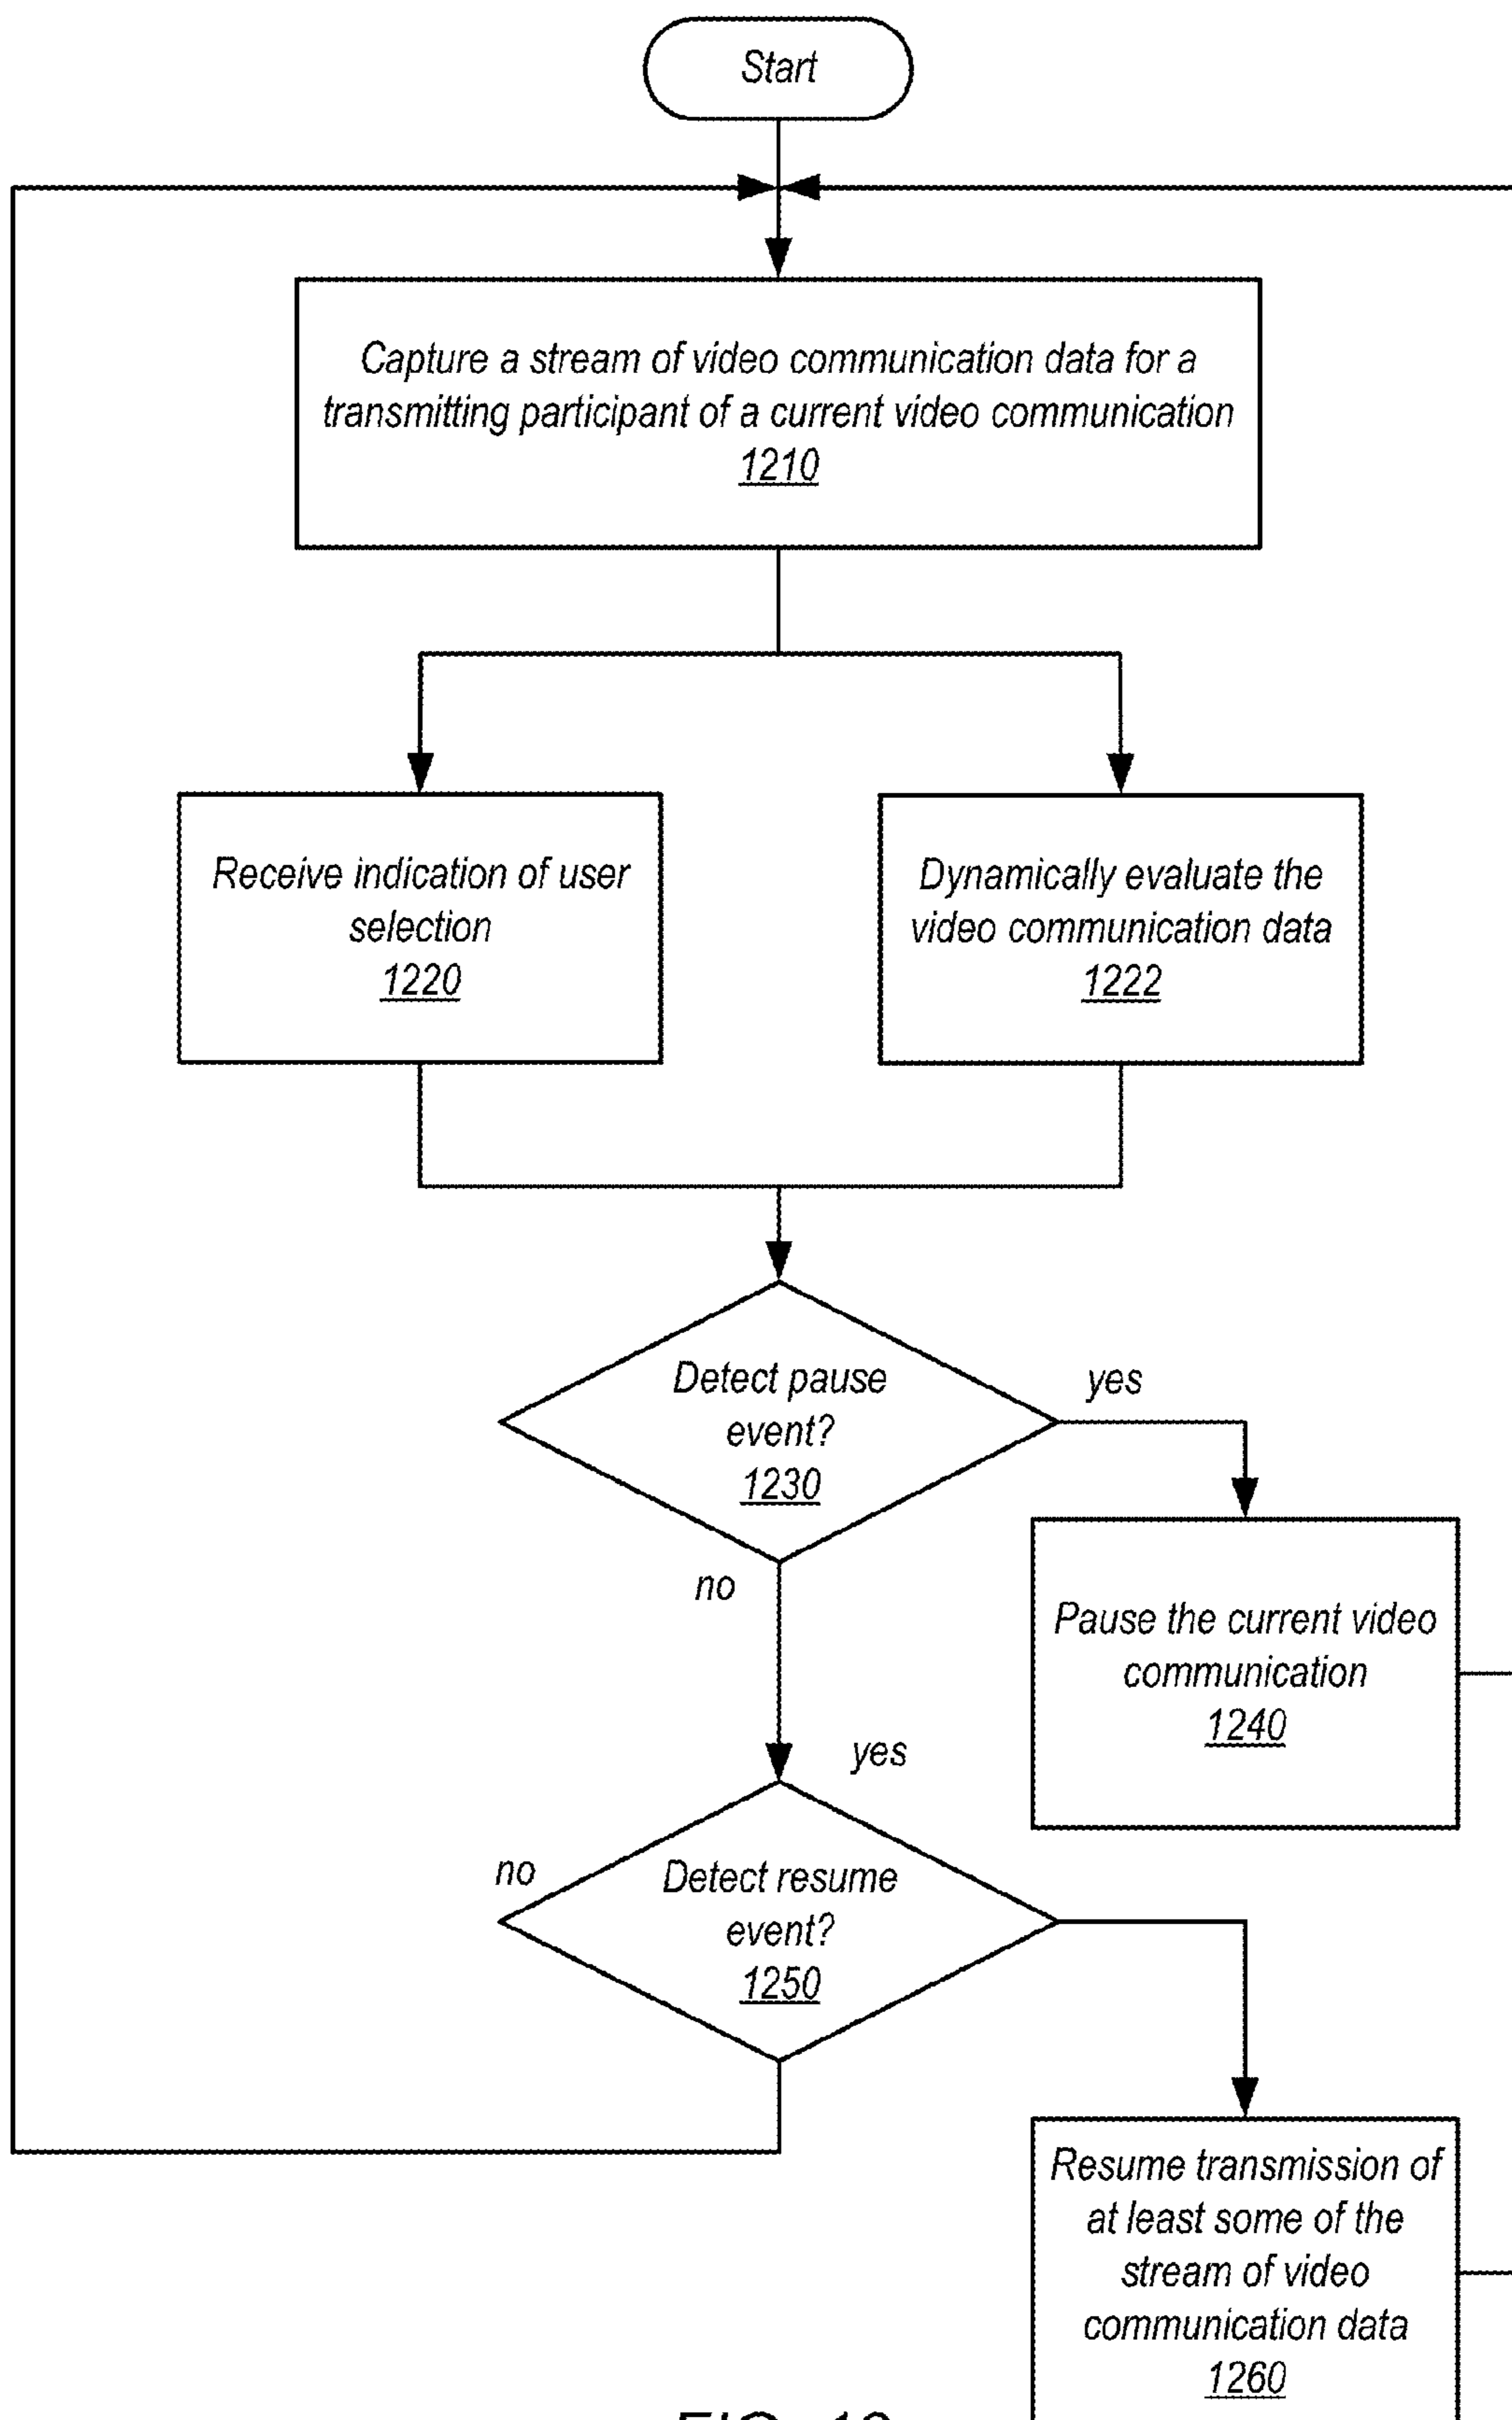 Start
Capture a stream of video communication data for a
transmitting participant of a current video communication
1210
Receive indication of user
selection
1220
Dynamically evaluate the
video communication data
1222
Detect pause
event?
1230
yes
no
Pause the current video
communication
1240
yes
no
Detect resume
event?
1250
Resume transmission of
at least some of the
stream of video
communication data
1260